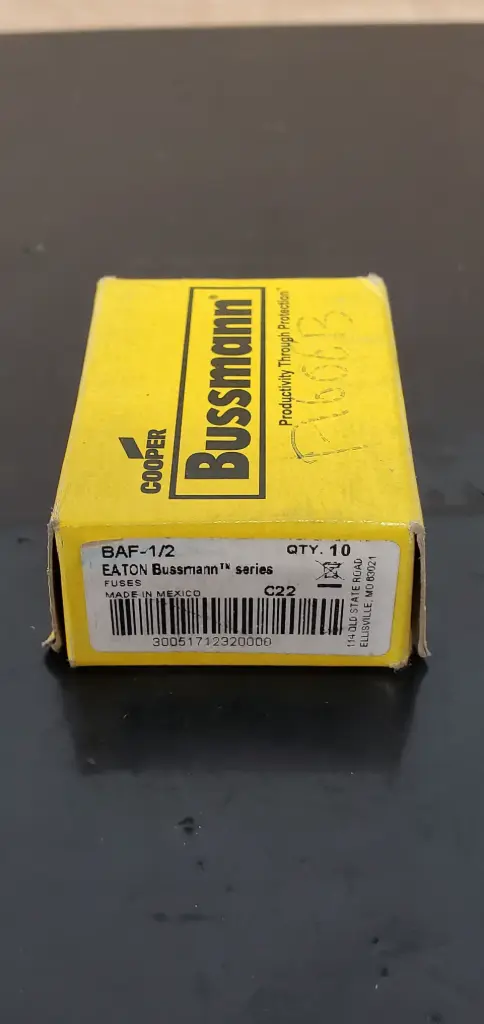 COOPER
Bussmann®
Productivity Through Protection™
BAF-1/2
QTY. 10
EATON Bussmann™ series
FUSES
MADE IN MEXICO
C22
30051712320000
114 OLD STATE ROAD
ELLISVILLE, MO 63021